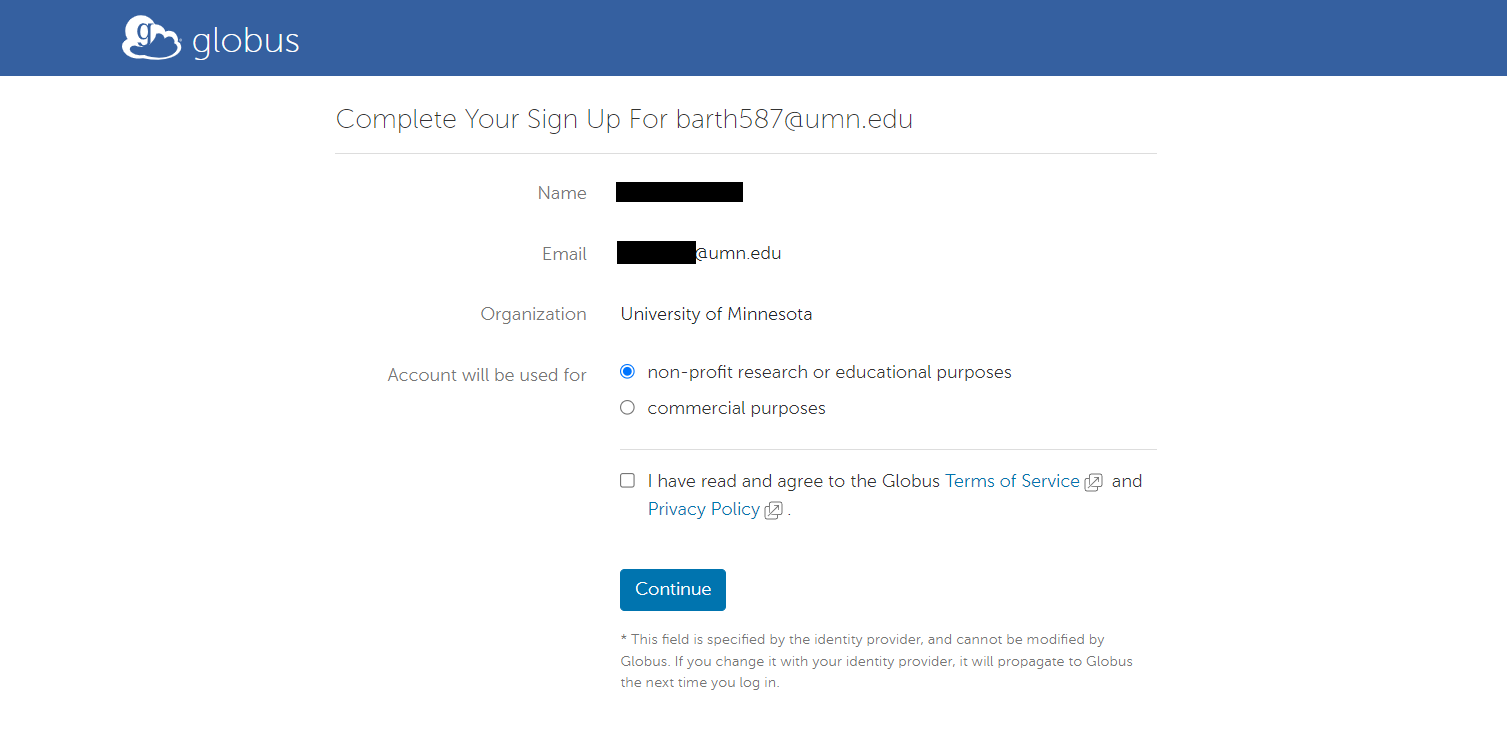 globus
Complete Your Sign Up For barth587@umn.edu
Name
Email @umn.edu
Organization University of Minnesota
Account will be used for non-profit research or educational purposes
commercial purposes
I have read and agree to the Globus Terms of Service and
Privacy Policy .
Continue
* This field is specified by the identity provider, and cannot be modified by
Globus. If you change it with your identity provider, it will propagate to Globus
the next time you log in.